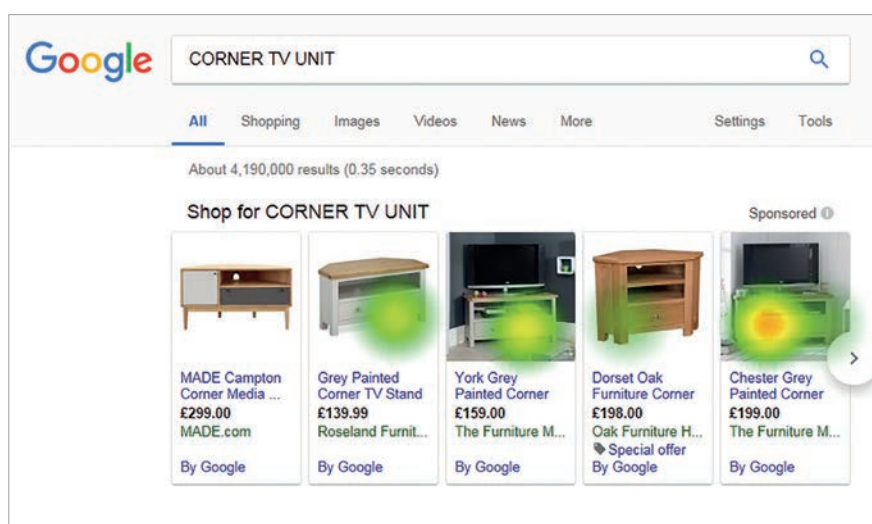 Google
CORNER TV UNIT
All Shopping Images Videos News More Settings Tools
About 4,190,000 results (0.35 seconds)
Shop for CORNER TV UNIT
Sponsored
MADE Campton
Corner Media ...
£299.00
MADE.com
By Google
Grey Painted
Corner TV Stand
£139.99
Roseland Furnit...
By Google
York Grey
Painted Corner
£159.00
The Furniture M...
By Google
Dorset Oak
Furniture Corner
£198.00
Oak Furniture H...
Special offer
By Google
Chester Grey
Painted Corner
£199.00
The Furniture M...
By Google